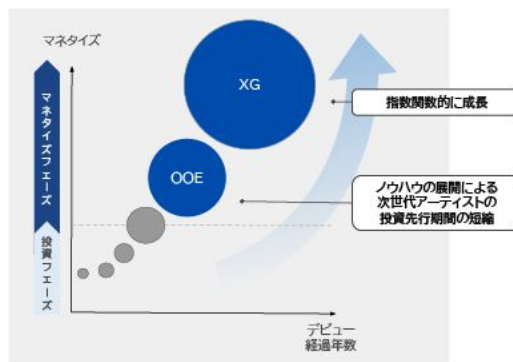 マネタイズ
マネタイズフェーズ
投資フェーズ
XG
OOE
指数関数的に成長
ノウハウの展開による
次世代アーティストの
投資先行期間の短縮
デビュー
経過年数